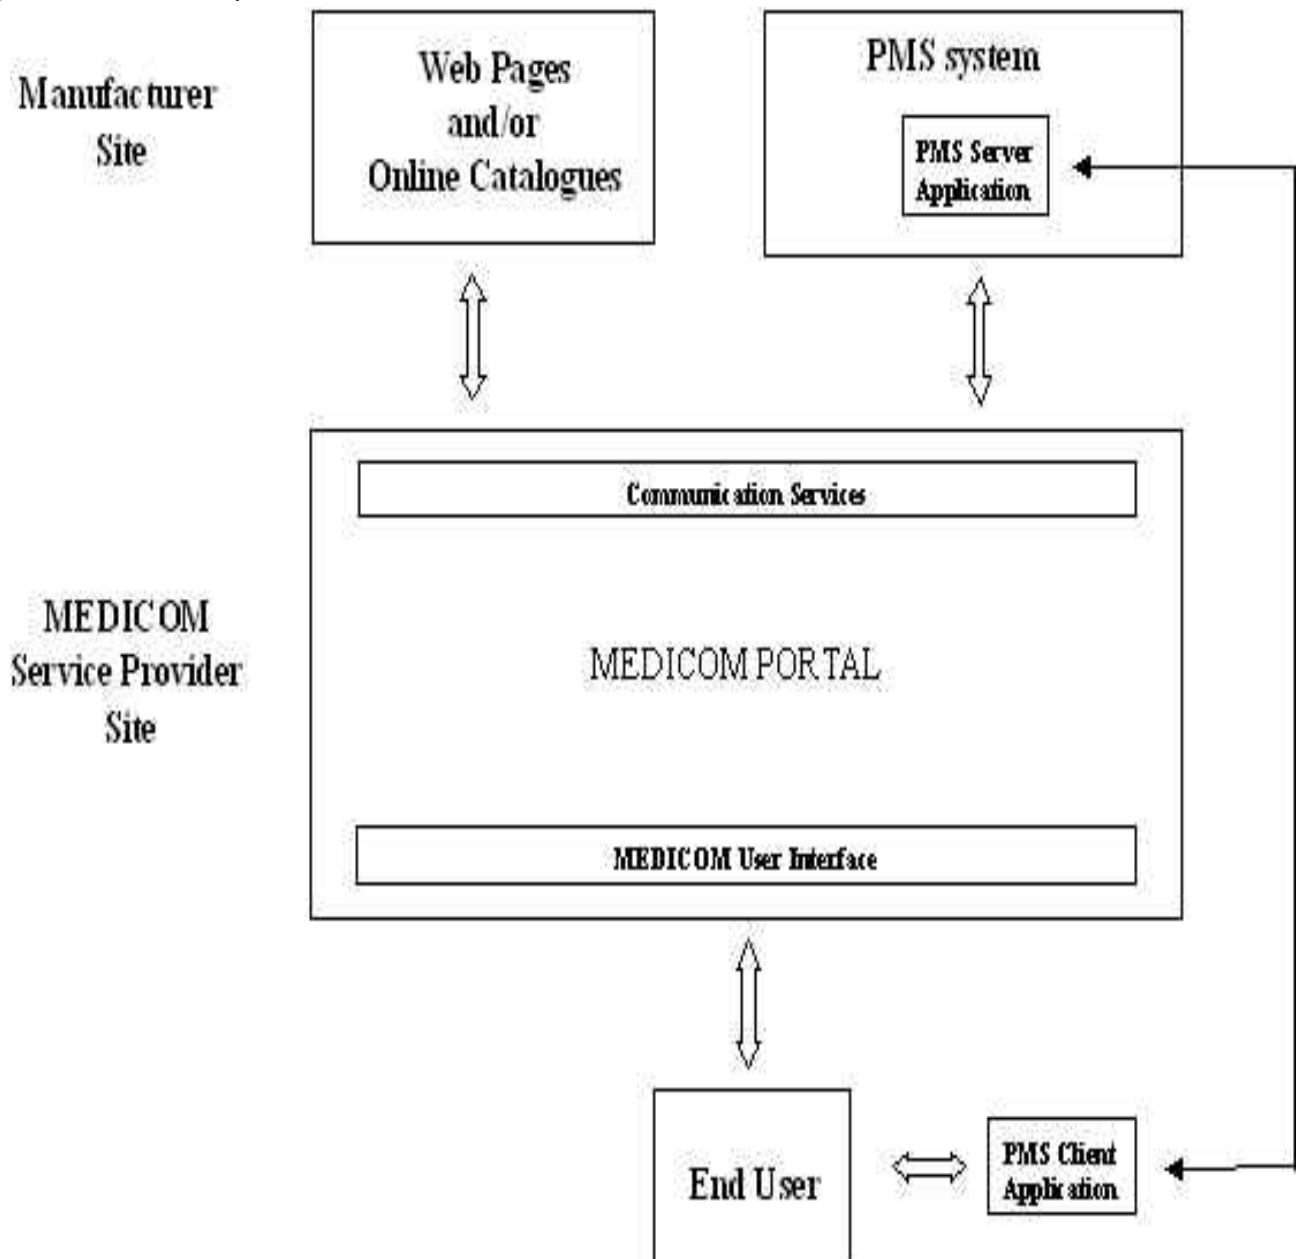 Manufacturer
Site
Web Pages
and/or
Online Catalogues
PMS system
PMS Server
Application
MEDICOM
Service Provider
Site
Communication Services
MEDICOM PORTAL
MEDICOM User Interface
End User
PMS Client
Application